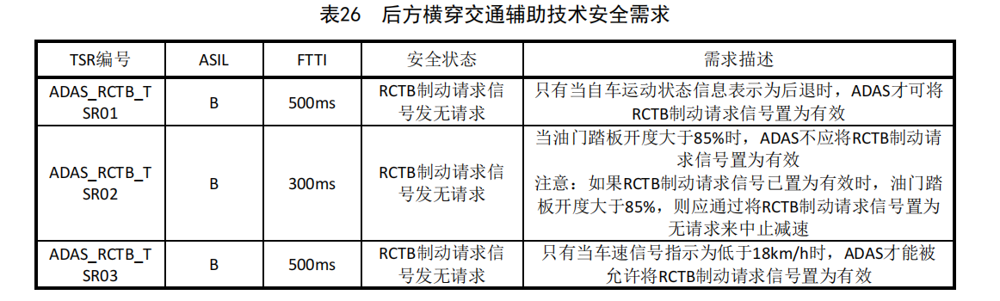 表26 后方横穿交通辅助技术安全需求
TSR编号 ASIL FTTI 安全状态 需求描述
ADAS_RCTB_T
SR01
B
500ms
RCTB制动请求信
号发无请求
只有当自车运动状态信息表示为后退时，ADAS才可将
RCTB制动请求信号置为有效
ADAS_RCTB_T
SR02
B
300ms
RCTB制动请求信
号发无请求
当油门踏板开度大于85%时，ADAS不应将RCTB制动请
求信号置为有效
注意：如果RCTB制动请求信号已置为有效时，油门踏
板开度大于85%，则应通过将RCTB制动请求信号置为
无请求来中止减速
ADAS_RCTB_T
SR03
B
500ms
RCTB制动请求信
号发无请求
只有当车速信号指示为低于18km/h时，ADAS才能被
允许将RCTB制动请求信号置为有效